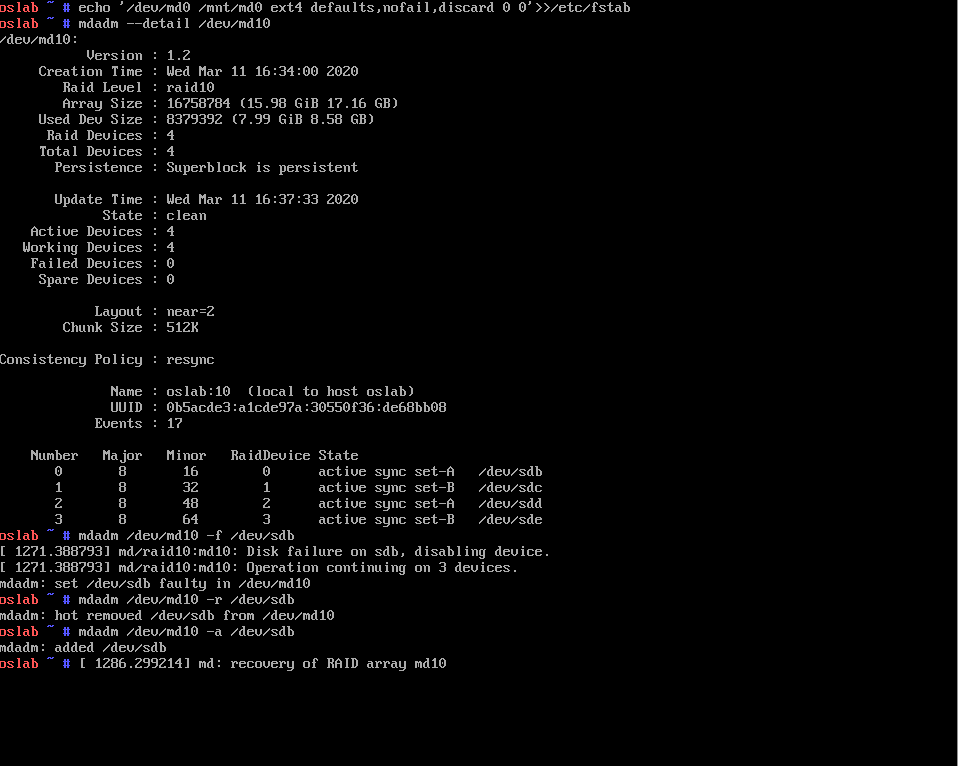 oslab ~ # echo '/dev/md0 /mnt/md0 ext4 defaults,nofail,discard 0 0'>>/etc/fstab
oslab ~ # mdadm --detail /dev/md10
/dev/md10:
Version : 1.2
Creation Time : Wed Mar 11 16:34:00 2020
Raid Level : raid10
Array Size : 16758784 (15.98 GiB 17.16 GB)
Used Dev Size : 8379392 (7.99 GiB 8.58 GB)
Raid Devices : 4
Total Devices : 4
Persistence : Superblock is persistent
Update Time : Wed Mar 11 16:37:33 2020
State : clean
Active Devices : 4
Working Devices : 4
Failed Devices : 0
Spare Devices : 0
Layout : near=2
Chunk Size : 512K
Consistency Policy : resync
Name : oslab:10 (local to host oslab)
UUID : 0b5acde3:a1cde97a:30550f36:de68bb08
Events : 17
Number Major Minor RaidDevice State
0 8 16 0 active sync set-A /dev/sdb
1 8 32 1 active sync set-B /dev/sdc
2 8 48 2 active sync set-A /dev/sdd
3 8 64 3 active sync set-B /dev/sde
oslab ~ # mdadm /dev/md10 -f /dev/sdb
[ 1271.388793] md/raid10:md10: Disk failure on sdb, disabling device.
[ 1271.388793] md/raid10:md10: Operation continuing on 3 devices.
mdadm: set /dev/sdb faulty in /dev/md10
oslab ~ # mdadm /dev/md10 -r /dev/sdb
mdadm: hot removed /dev/sdb from /dev/md10
oslab ~ # mdadm /dev/md10 -a /dev/sdb
mdadm: added /dev/sdb
oslab ~ # [ 1286.299214] md: recovery of RAID array md10